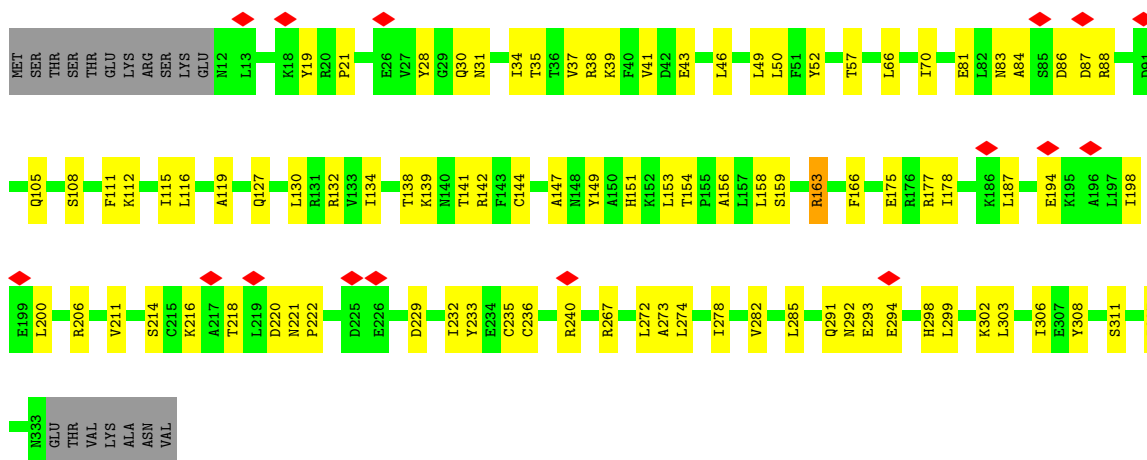 MET SER THR SER THR GLU LYS ARG SER LYS GLU N12 L13 K18 Y19 R20 P21 E26 V27 Y28 G29 Q30 N31 I34 T35 T36 V37 R38 K39 F40 V41 D42 E43 L46 L49 L50 F51 Y52 T57 L66 I70 E81 L82 N83 A84 S85 D86 D87 R88 D91
Q105 S108 F111 K112 I115 L116 A119 Q127 L130 R131 R132 V133 I134 T138 K139 N140 T141 R142 F143 C144 A147 N148 Y149 A150 H151 K152 L153 T154 P155 A156 L157 L158 S159 R163 F166 E175 R176 R177 I178 K186 L187 E194 K195 A196 L197 I198
E199 L200 R206 V211 S214 C215 K216 A217 T218 L219 D220 N221 P222 D225 E226 D229 I232 Y233 E234 C235 C236 R240 R267 L272 A273 L274 I278 V282 L285 Q291 N292 E293 E294 H298 L299 K302 L303 I306 E307 Y308 S311
N333 GLU THR VAL LYS ALA ASN VAL